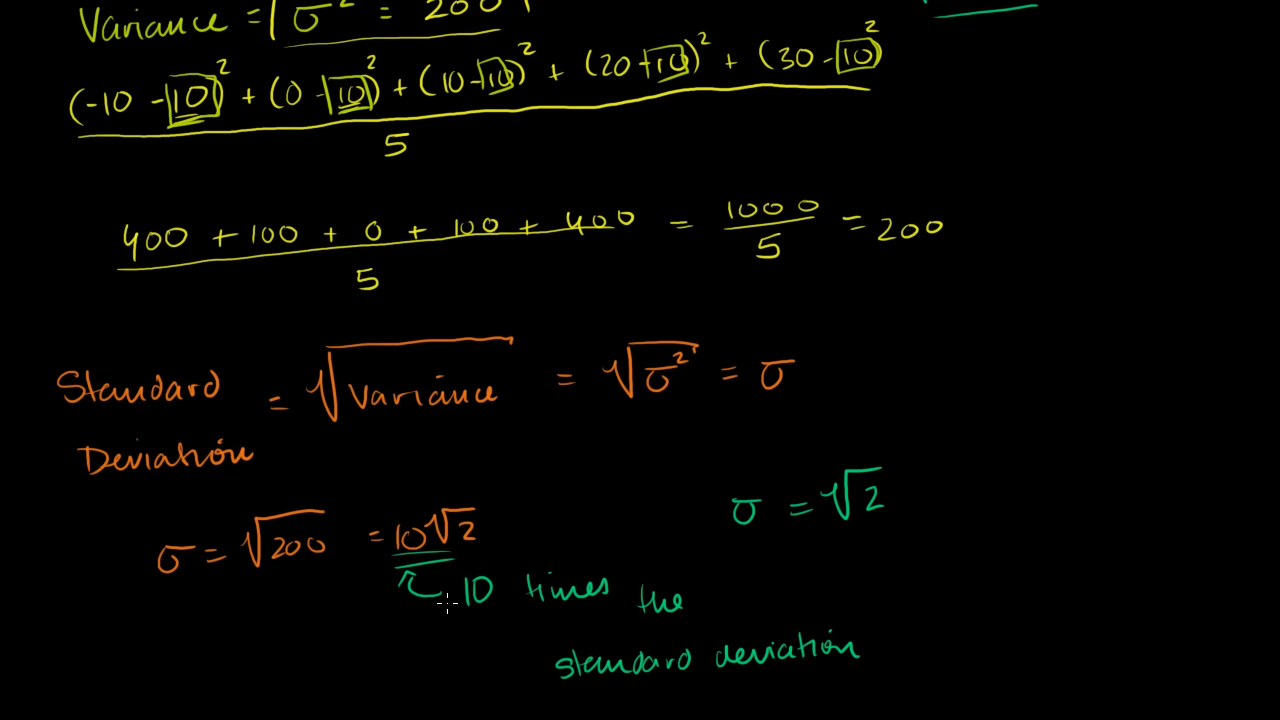 Variance = σ² = 200
(-10 - 10)² + (0 - 10)² + (10 - 10)² + (20 - 10)² + (30 - 10)²
5
400 + 100 + 0 + 100 + 400 = 1000 = 200
5 5
Standard = √Variance = √σ² = σ
Deviation
σ = √2
σ = √200 = 10√2
10 times the
standard deviation